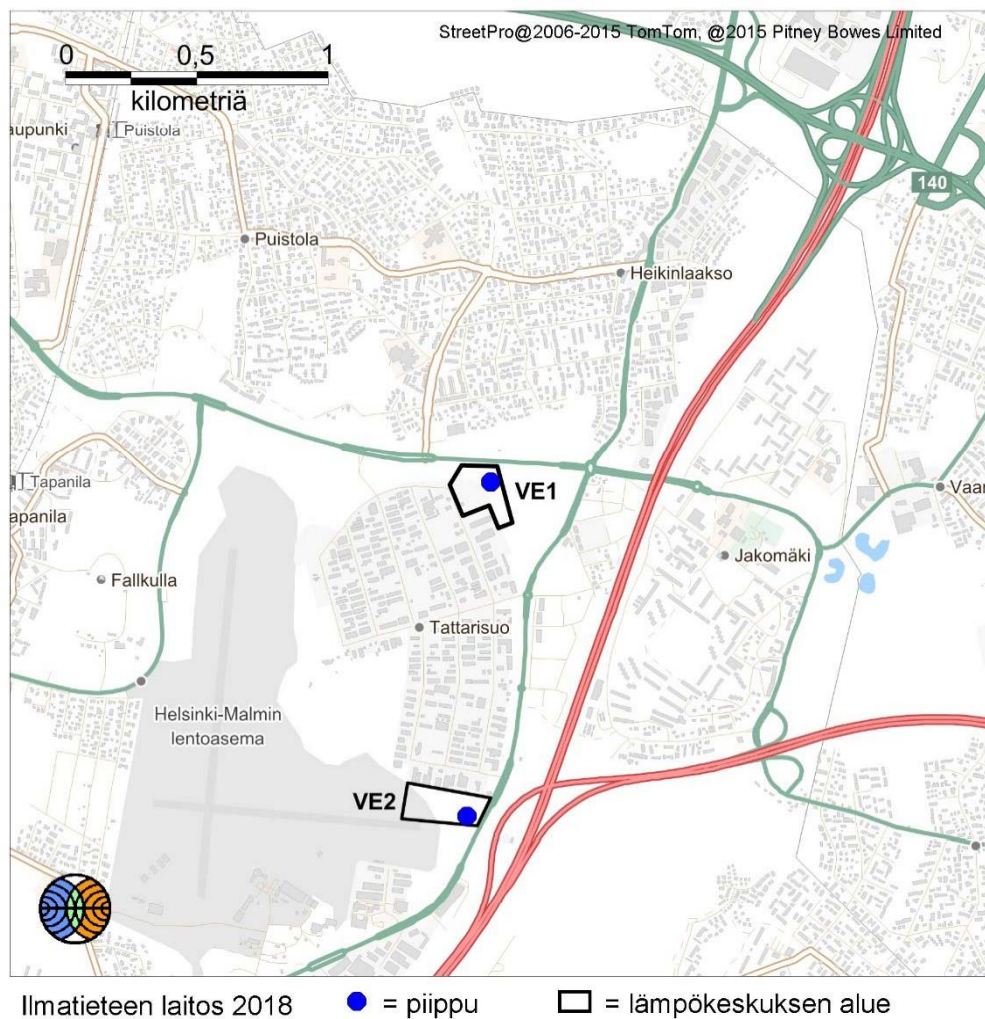 StreetPro@2006-2015 TomTom, @2015 Pitney Bowes Limited
0 0,5 1
kilometriä
aupunki
Puistola
140
Puistola
Heikinlaakso
Tapanila
VE1
Vaar
apanila
Jakomäki
Fallkulla
Tattarisuo
Helsinki-Malmin
lentoasema
VE2
Ilmatieteen laitos 2018 = piippu = lämpökeskuksen alue